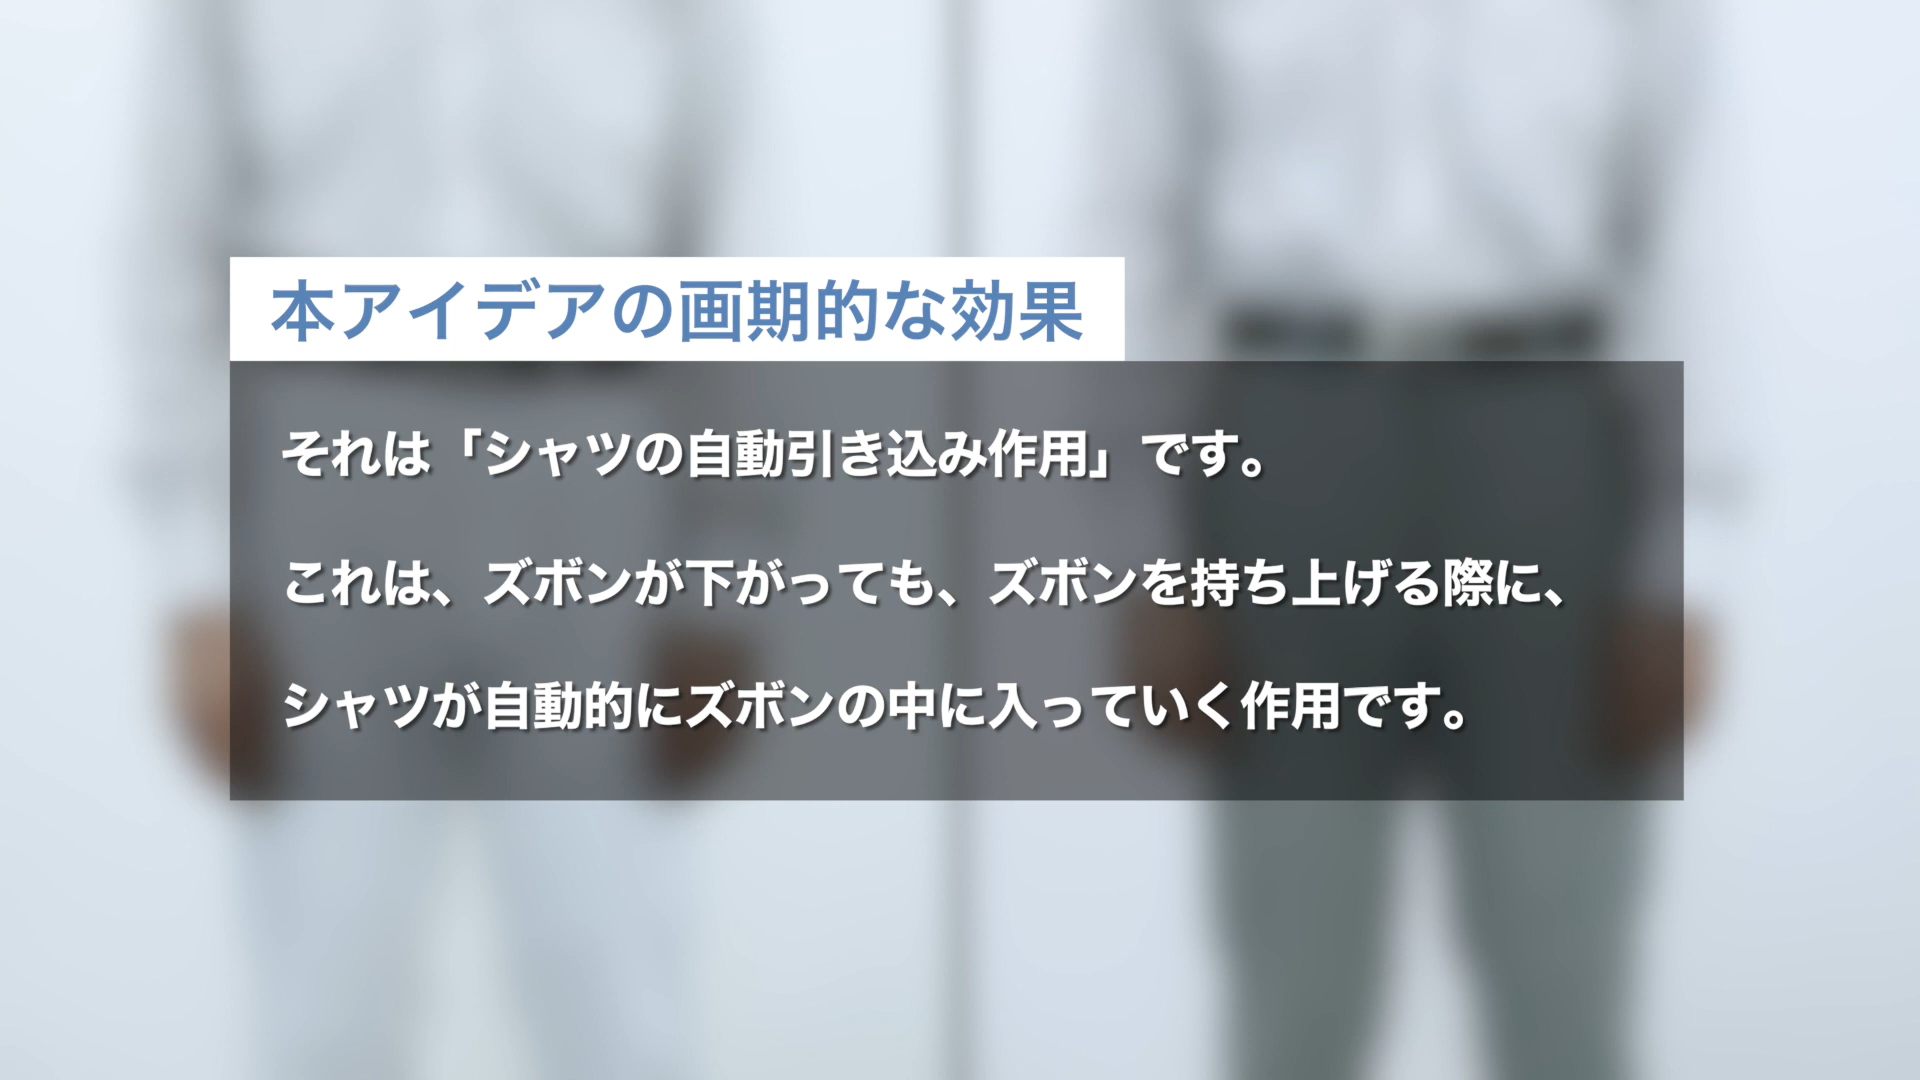 本アイデアの画期的な効果
それは「シャツの自動引き込み作用」です。
これは、ズボンが下がっても、ズボンを持ち上げる際に、
シャツが自動的にズボンの中に入っていく作用です。